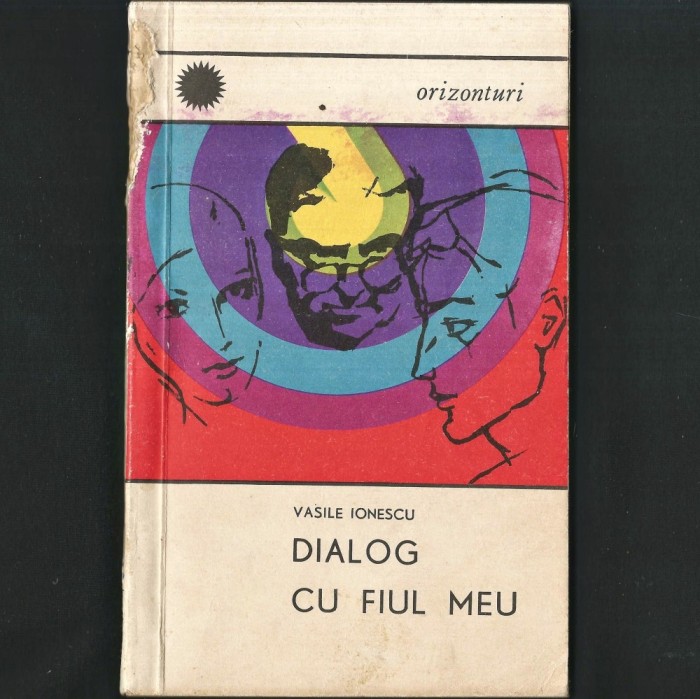 orizonturi
VASILE IONESCU
DIALOG
CU FIUL MEU